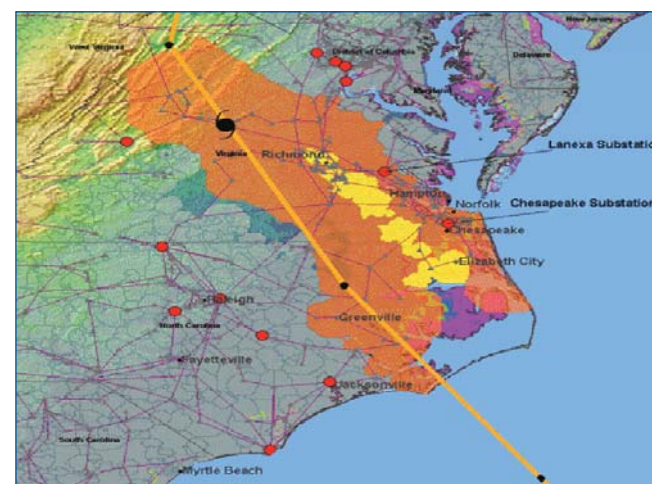 New Jersey
West Virginia
District of Columbia
Delaware
Maryland
Lanexa Substatio
Virginia
Richmond
Hampton
Norfolk
Chesapeake Substation
Chesapeake
Elizabeth City
Raleigh
Greenville
North Carolina
Fayetteville
Jacksonville
South Carolina
Myrtle Beach